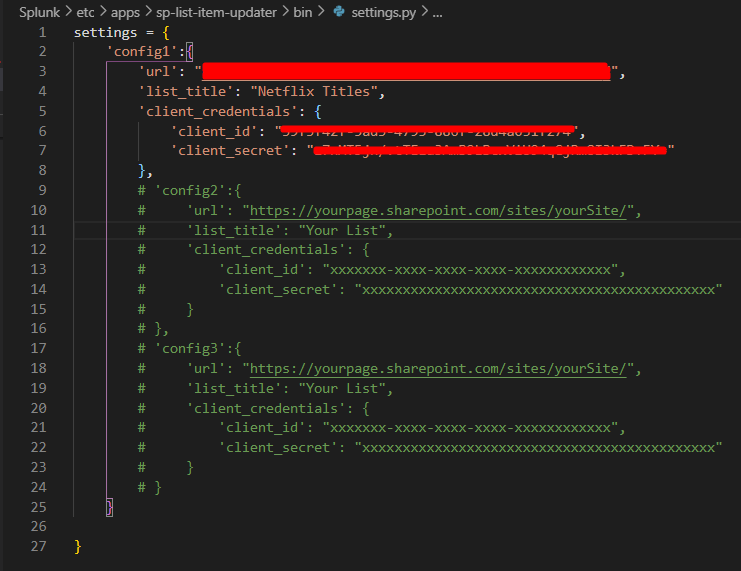 Splunk > etc > apps > sp-list-item-updater > bin > settings.py > ...
1 settings = {
2 'config1':{
3 'url': "",
4 'list_title': "Netflix Titles",
5 'client_credentials': {
6 'client_id': "",
7 'client_secret': ""
8 },
9 # 'config2':{
10 # 'url': "https://yourpage.sharepoint.com/sites/yourSite/",
11 # 'list_title': "Your List",
12 # 'client_credentials': {
13 # 'client_id': "xxxxxxx-xxxx-xxxx-xxxx-xxxxxxxxxxxx",
14 # 'client_secret': "xxxxxxxxxxxxxxxxxxxxxxxxxxxxxxxxxxxxxxxxxxxx"
15 # }
16 # },
17 # 'config3':{
18 # 'url': "https://yourpage.sharepoint.com/sites/yourSite/",
19 # 'list_title': "Your List",
20 # 'client_credentials': {
21 # 'client_id': "xxxxxxx-xxxx-xxxx-xxxx-xxxxxxxxxxxx",
22 # 'client_secret': "xxxxxxxxxxxxxxxxxxxxxxxxxxxxxxxxxxxxxxxxxxxx"
23 # }
24 # }
25 }
26
27 }